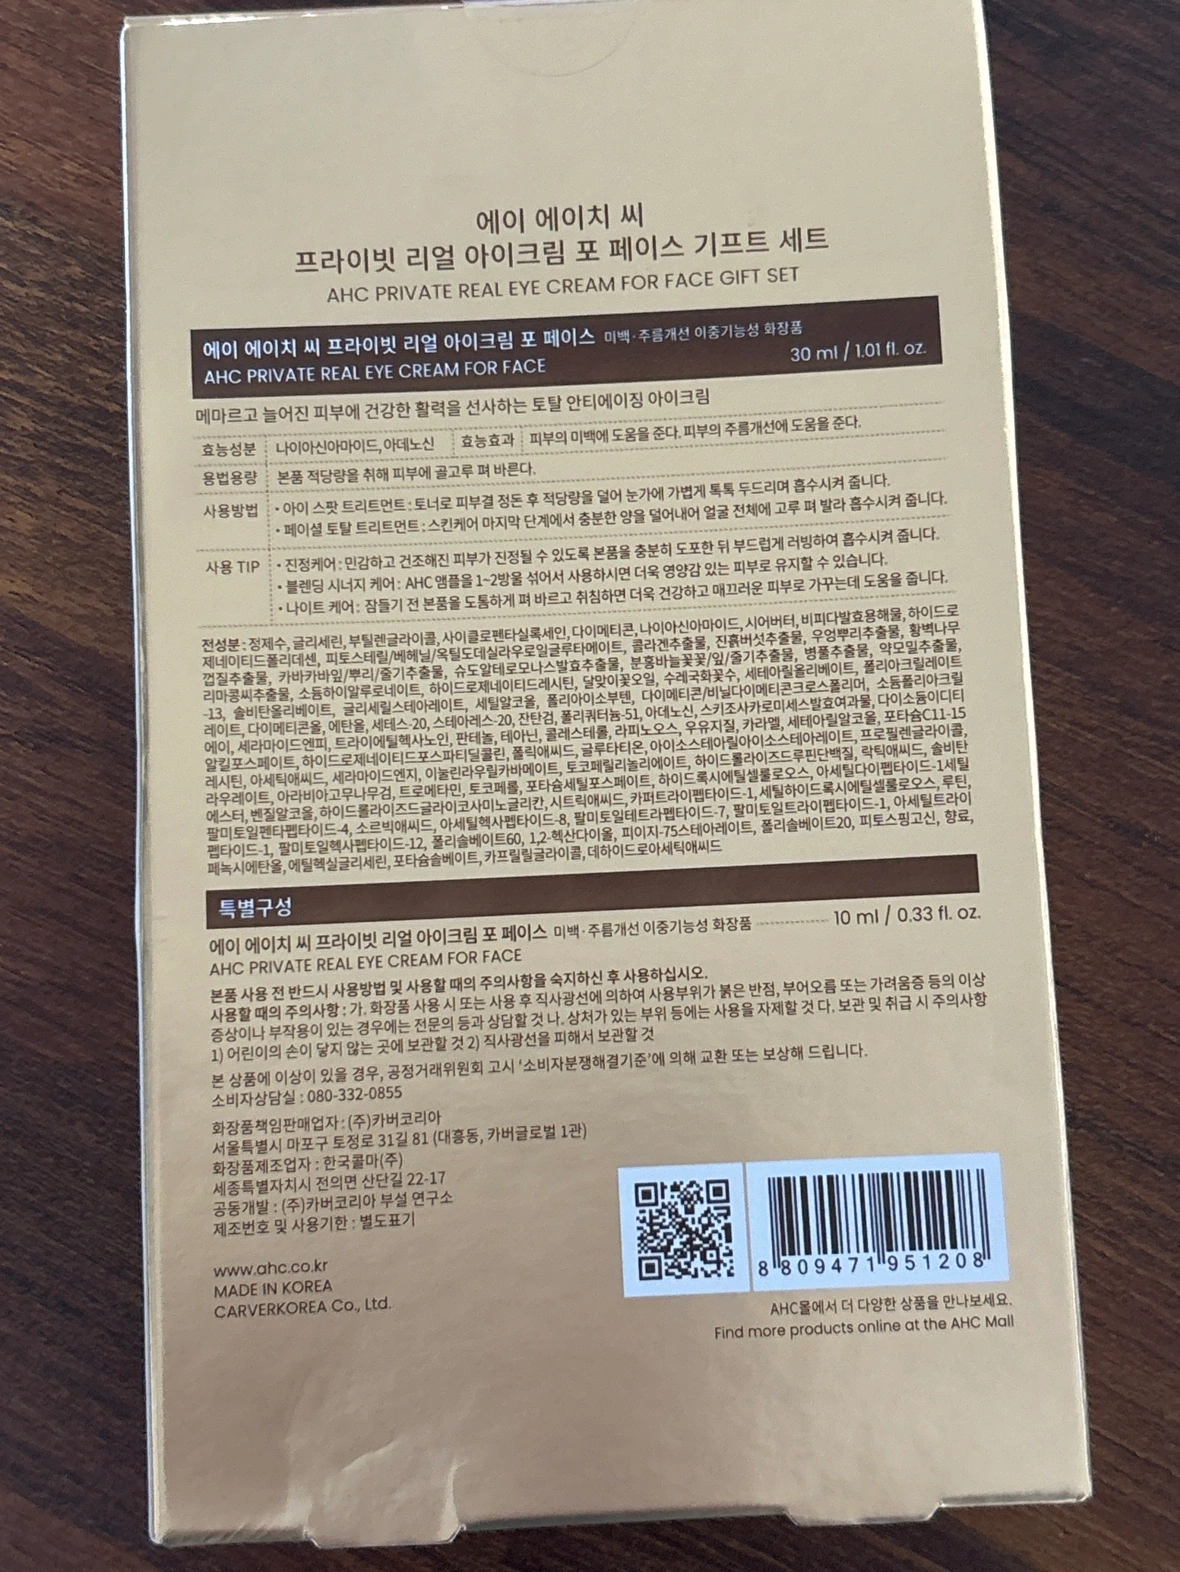 에이 에이치 씨
프라이빗 리얼 아이크림 포 페이스 기프트 세트
AHC PRIVATE REAL EYE CREAM FOR FACE GIFT SET
에이 에이치 씨 프라이빗 리얼 아이크림 포 페이스 미백·주름개선 이중기능성 화장품
AHC PRIVATE REAL EYE CREAM FOR FACE 30 ml / 1.01 fl. oz.
메마르고 늘어진 피부에 건강한 활력을 선사하는 토탈 안티에이징 아이크림
효능성분 나이아신아마이드, 아데노신 효능효과 피부의 미백에 도움을 준다. 피부의 주름개선에 도움을 준다.
용법용량 본품 적당량을 취해 피부에 골고루 펴 바른다.
사용방법 • 아이 스팟 트리트먼트 : 토너로 피부결 정돈 후 적당량을 덜어 눈가에 가볍게 톡톡 두드리며 흡수시켜 줍니다.
• 페이셜 토탈 트리트먼트 : 스킨케어 마지막 단계에서 충분한 양을 덜어내어 얼굴 전체에 고루 펴 발라 흡수시켜 줍니다.
사용 TIP • 진정케어 : 민감하고 건조해진 피부가 진정될 수 있도록 본품을 충분히 도포한 뒤 부드럽게 러빙하여 흡수시켜 줍니다.
• 블렌딩 시너지 케어 : AHC 앰플을 1~2방울 섞어서 사용하시면 더욱 영양감 있는 피부로 유지할 수 있습니다.
• 나이트 케어 : 잠들기 전 본품을 도톰하게 펴 바르고 취침하면 더욱 건강하고 매끄러운 피부로 가꾸는데 도움을 줍니다.
전성분 : 정제수, 글리세린, 부틸렌글라이콜, 사이클로펜타실록세인, 다이메티콘, 나이아신아마이드, 시어버터, 비피다발효용해물, 하이드로
제네이티드폴리데센, 피토스테릴/베헤닐/옥틸도데실라우로일글루타메이트, 콜라겐추출물, 진흙버섯추출물, 우엉뿌리추출물, 황벽나무
껍질추출물, 카바카바잎/뿌리/줄기추출물, 슈도알테로모나스발효추출물, 분홍바늘꽃꽃/잎/줄기추출물, 병풀추출물, 약모밀추출물,
리마콩씨추출물, 소듐하이알루로네이트, 하이드로제네이티드레시틴, 달맞이꽃오일, 수레국화꽃수, 세테아릴올리베이트, 폴리아크릴레이트
-13, 솔비탄올리베이트, 글리세릴스테아레이트, 세틸알코올, 폴리아이소부텐, 다이메티콘/비닐다이메티콘크로스폴리머, 소듐폴리아크릴
레이트, 다이메티콘올, 에탄올, 세테스-20, 스테아레스-20, 잔탄검, 폴리쿼터늄-51, 아데노신, 스키조사카로미세스발효여과물, 다이소듐이디티
에이, 세라마이드엔피, 트라이에틸헥사노인, 판테놀, 테아닌, 콜레스테롤, 라피노오스, 우유지질, 카라멜, 세테아릴알코올, 포타슘C11-15
알킬포스페이트, 하이드로제네이티드포스파티딜콜린, 폴릭애씨드, 글루타티온, 아이소스테아릴아이소스테아레이트, 프로필렌글라이콜,
레시틴, 아세틱애씨드, 세라마이드엔지, 이눌린라우릴카바메이트, 토코페릴리놀리에이트, 하이드롤라이즈드루핀단백질, 락틱애씨드, 솔비탄
라우레이트, 아라비아고무나무검, 트로메타민, 토코페롤, 포타슘세틸포스페이트, 하이드록시에틸셀룰로오스, 아세틸다이펩타이드-1세틸
에스터, 벤질알코올, 하이드롤라이즈드글라이코사미노글리칸, 시트릭애씨드, 카퍼트라이펩타이드-1, 세틸하이드록시에틸셀룰로오스, 루틴,
팔미토일펜타펩타이드-4, 소르빅애씨드, 아세틸헥사펩타이드-8, 팔미토일테트라펩타이드-7, 팔미토일트라이펩타이드-1, 아세틸트라이
펩타이드-1, 팔미토일헥사펩타이드-12, 폴리솔베이트60, 1,2-헥산다이올, 피이지-75스테아레이트, 폴리솔베이트20, 피토스핑고신, 향료,
페녹시에탄올, 에틸헥실글리세린, 포타슘솔베이트, 카프릴릴글라이콜, 데하이드로아세틱애씨드
특별구성
에이 에이치 씨 프라이빗 리얼 아이크림 포 페이스 미백·주름개선 이중기능성 화장품 10 ml / 0.33 fl. oz.
AHC PRIVATE REAL EYE CREAM FOR FACE
본품 사용 전 반드시 사용방법 및 사용할 때의 주의사항을 숙지하신 후 사용하십시오.
사용할 때의 주의사항 : 가. 화장품 사용 시 또는 사용 후 직사광선에 의하여 사용부위가 붉은 반점, 부어오름 또는 가려움증 등의 이상
증상이나 부작용이 있는 경우에는 전문의 등과 상담할 것 나. 상처가 있는 부위 등에는 사용을 자제할 것 다. 보관 및 취급 시 주의사항
1) 어린이의 손이 닿지 않는 곳에 보관할 것 2) 직사광선을 피해서 보관할 것
본 상품에 이상이 있을 경우, 공정거래위원회 고시 '소비자분쟁해결기준'에 의해 교환 또는 보상해 드립니다.
소비자상담실 : 080-332-0855
화장품책임판매업자 : (주)카버코리아
서울특별시 마포구 토정로 31길 81 (대흥동, 카버글로벌 1관)
화장품제조업자 : 한국콜마(주)
세종특별자치시 전의면 산단길 22-17
공동개발 : (주)카버코리아 부설 연구소
제조번호 및 사용기한 : 별도표기
www.ahc.co.kr
MADE IN KOREA
CARVERKOREA Co., Ltd.
8 809471 951208
AHC몰에서 더 다양한 상품을 만나보세요.
Find more products online at the AHC Mall